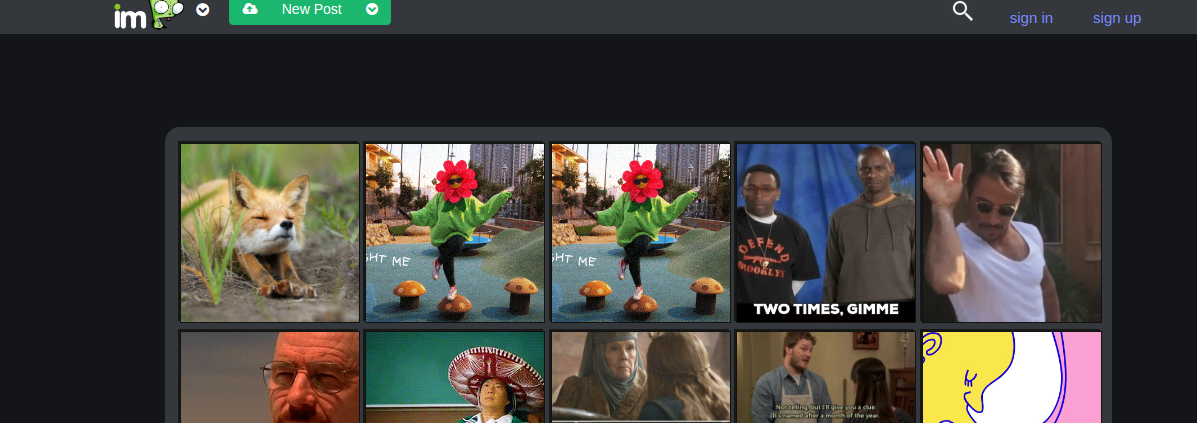 im
New Post
sign in
sign up
GHT ME
GHT ME
DEFEND
BROOKLYN
TWO TIMES, GIMME
Not telling, but I'll give you a clue:
B's named after a month of the year.